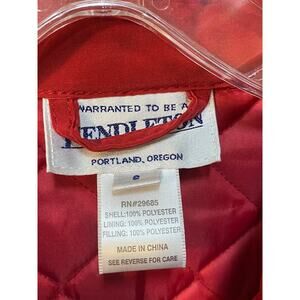 WARRANTED TO BE A
PENDLETON
PORTLAND, OREGON
RN#29685
SHELL:100% POLYESTER
LINING: 100% POLYESTER
FILLING: 100% POLYESTER
MADE IN CHINA
SEE REVERSE FOR CARE